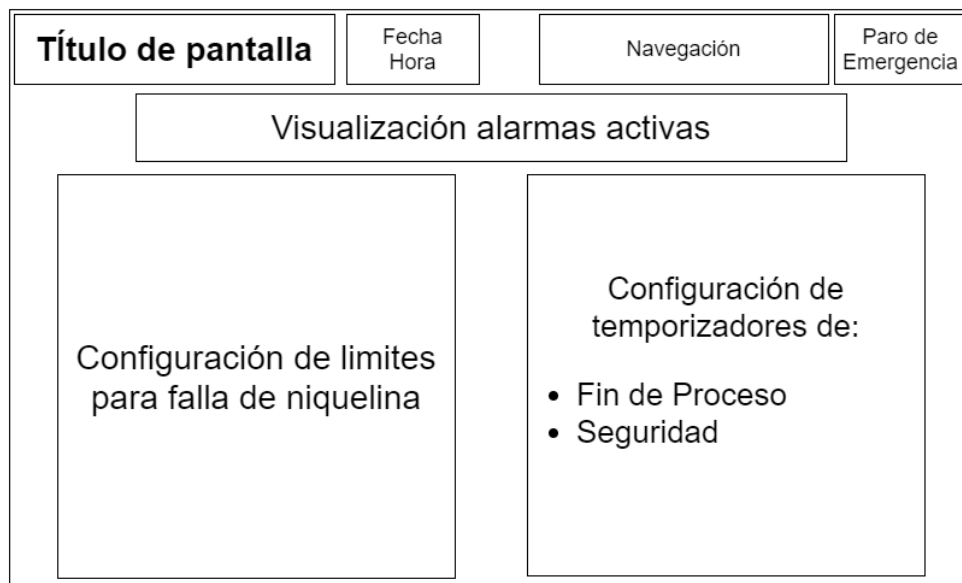 TÍtulo de pantalla
Fecha
Hora
Navegación
Paro de
Emergencia
Visualización alarmas activas
Configuración de limites
para falla de niquelina
Configuración de
temporizadores de:
• Fin de Proceso
• Seguridad